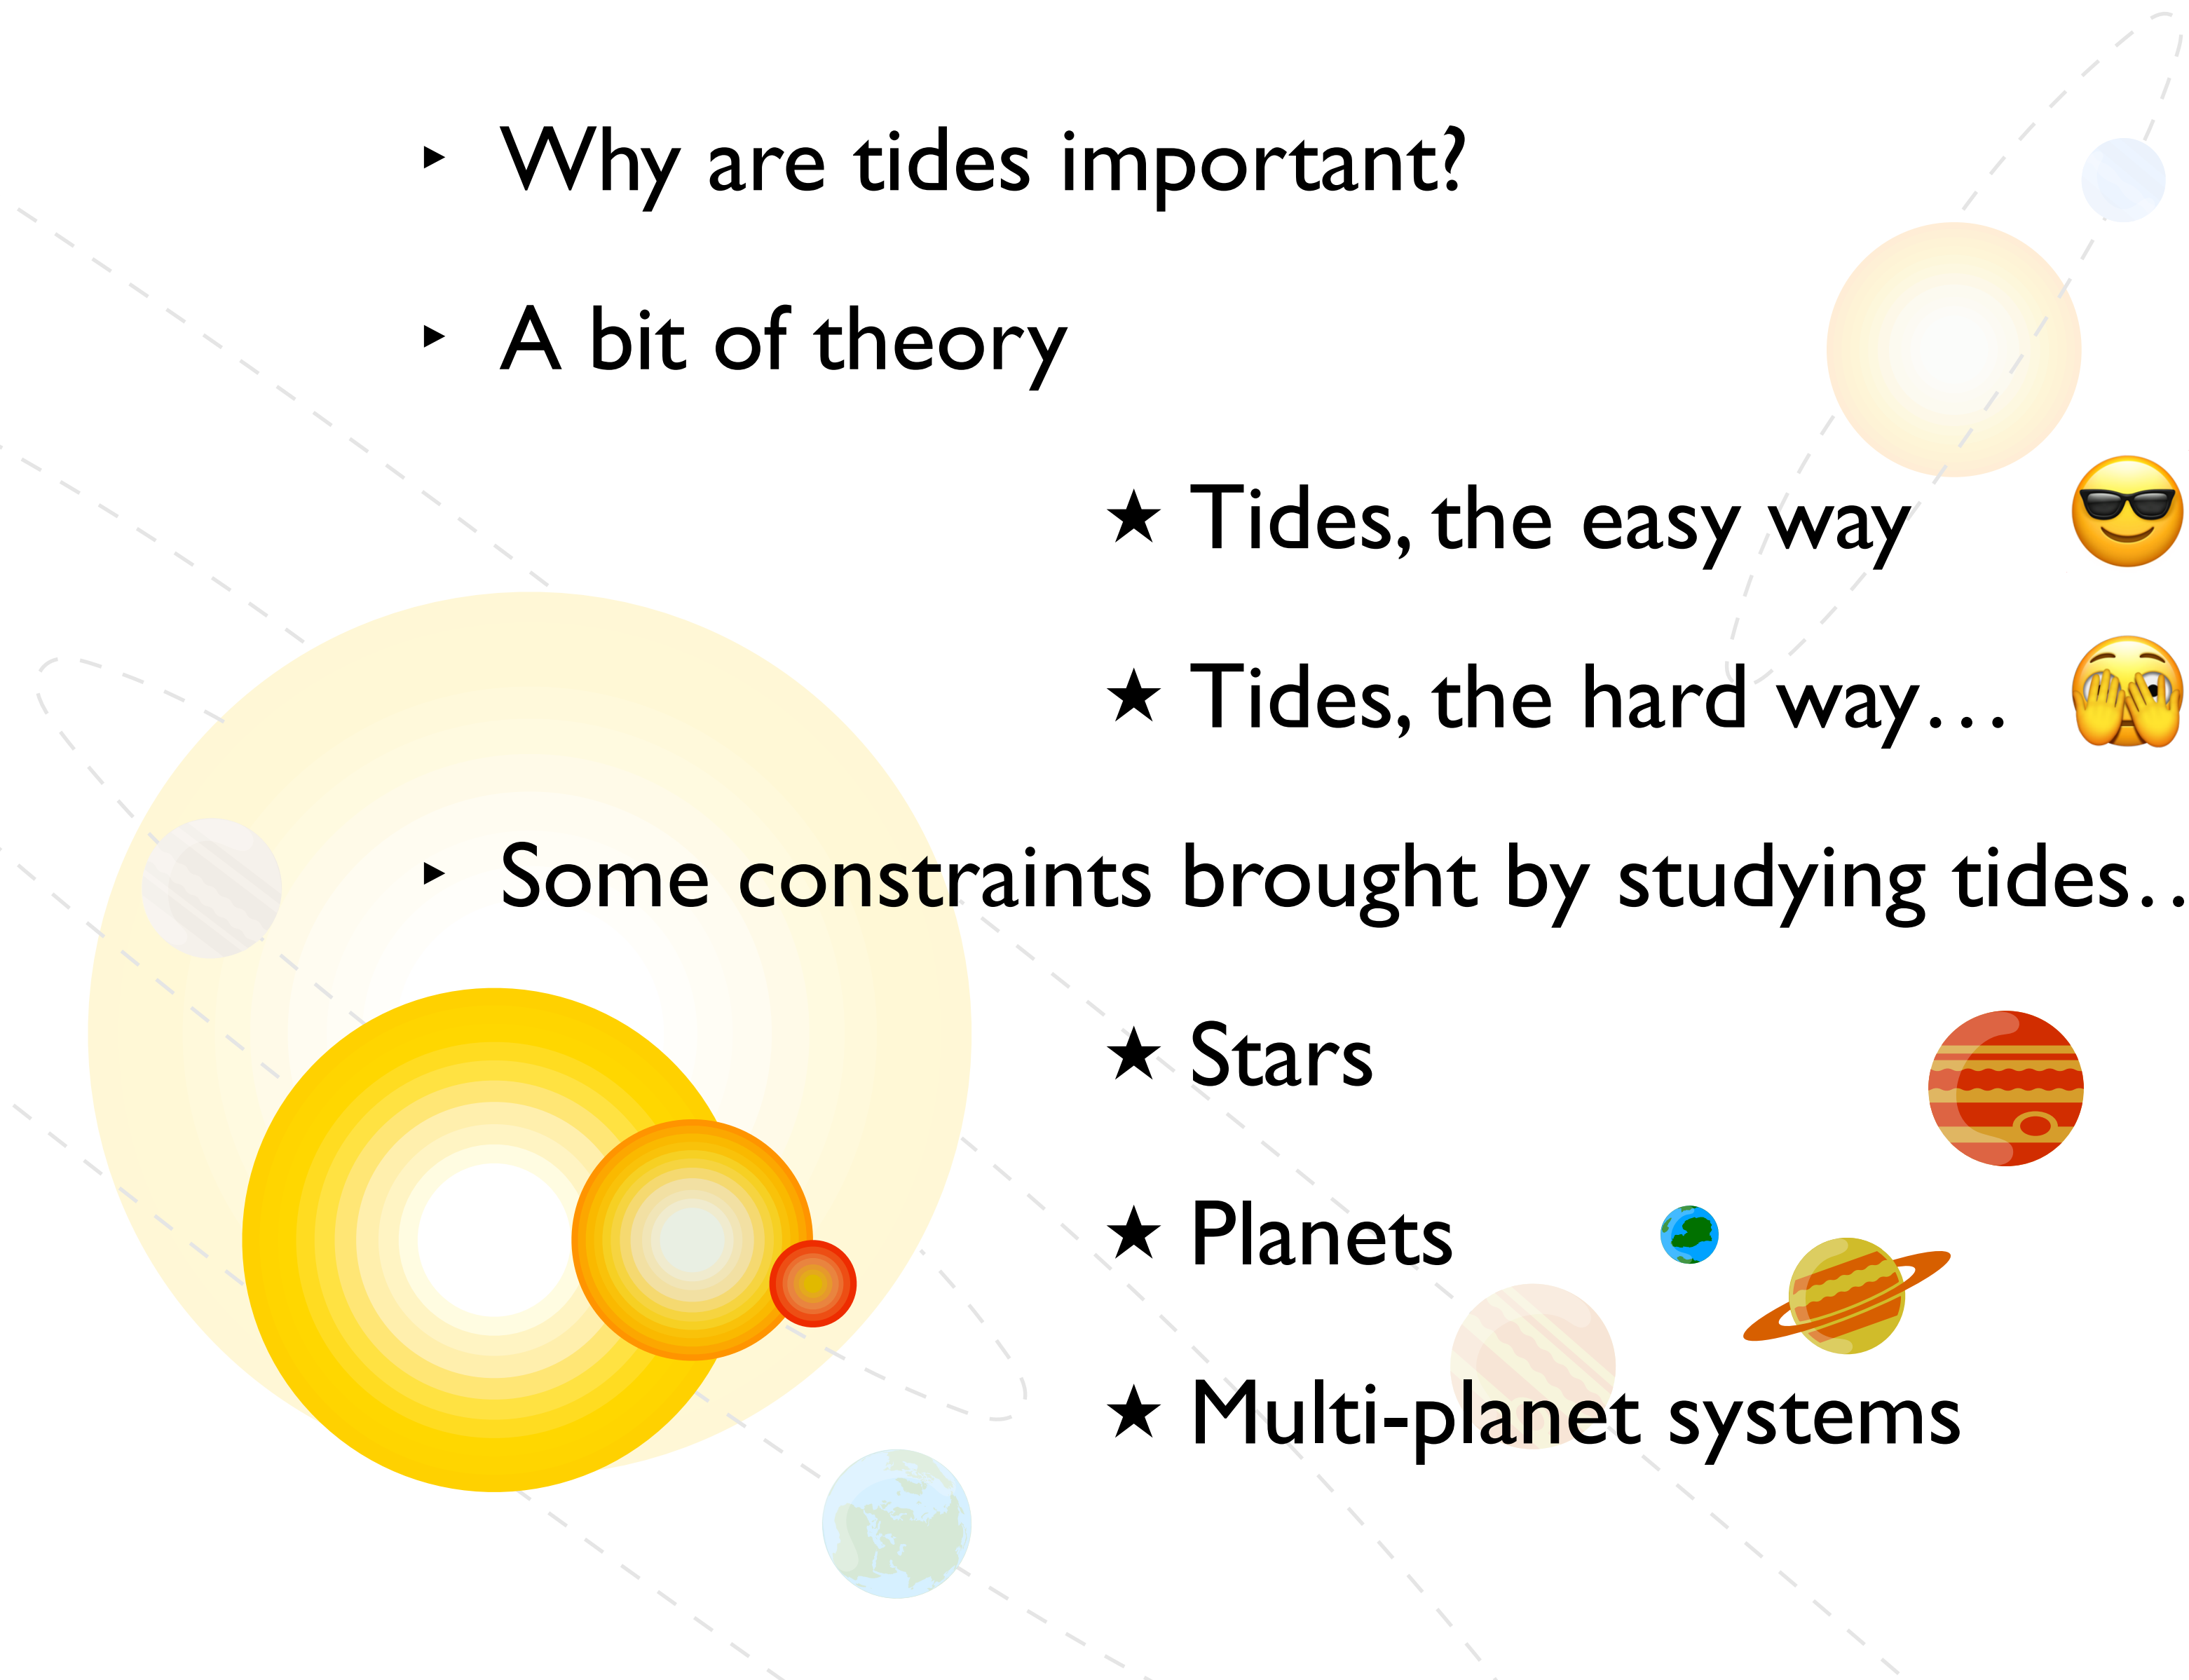 ‣ Why are tides important?
‣ A bit of theory
★ Tides, the easy way 😎
★ Tides, the hard way… 🫣
‣ Some constraints brought by studying tides..
★ Stars
★ Planets
★ Multi-planet systems